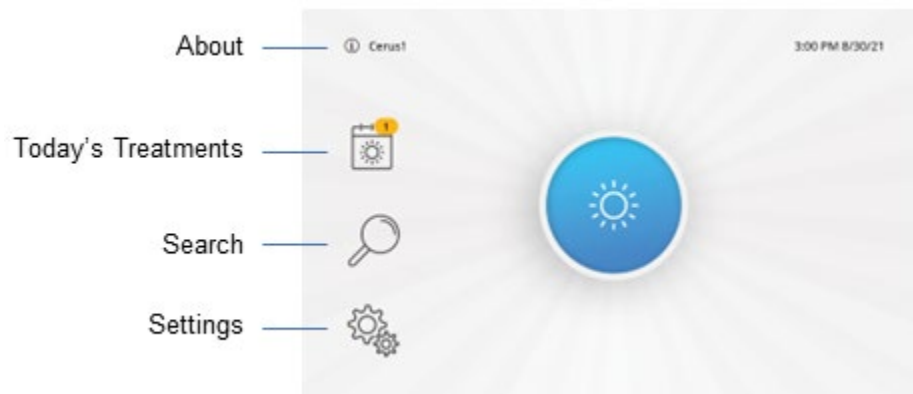 About
ⓘ Cerus1
3:00 PM 8/30/21
Today's Treatments
1
Search
Settings